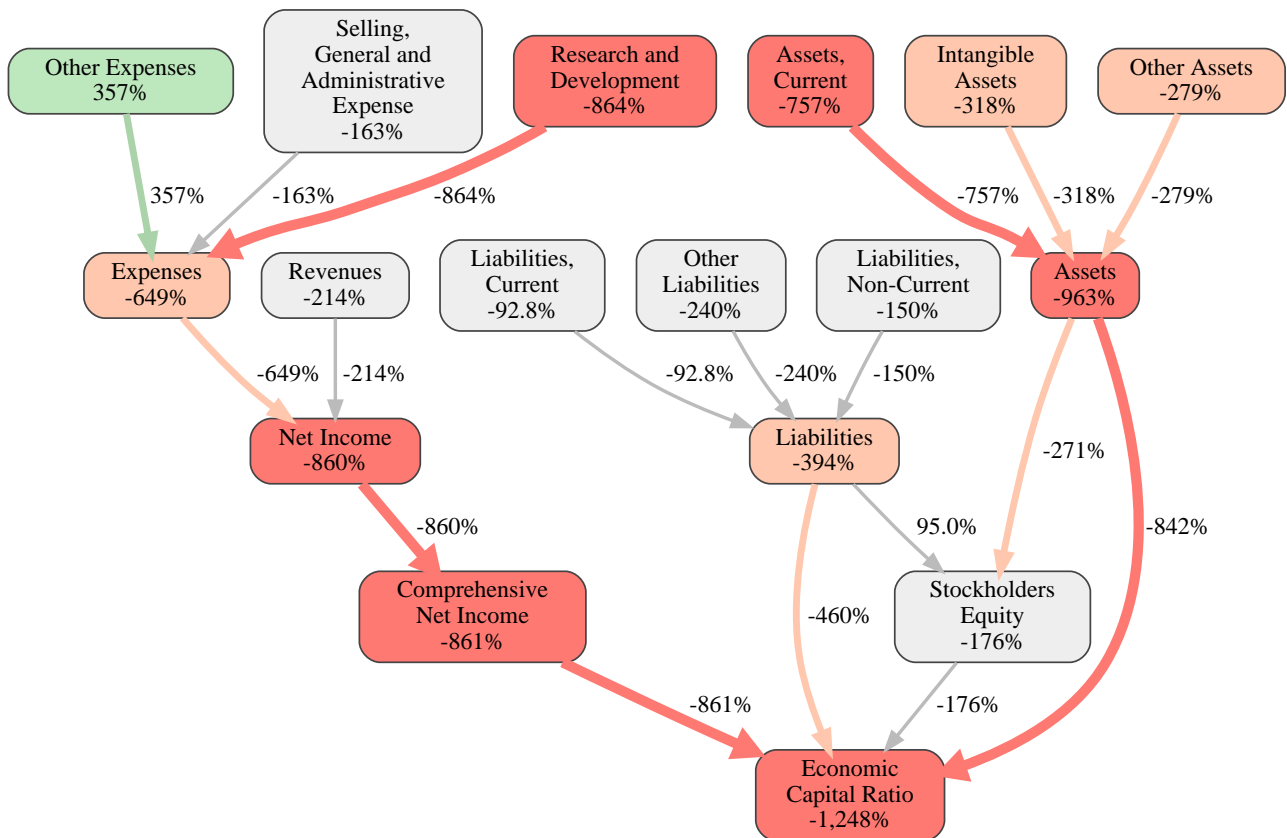 Other Expenses
357%
Selling,
General and
Administrative
Expense
-163%
Research and
Development
-864%
Assets,
Current
-757%
Intangible
Assets
-318%
Other Assets
-279%
357%
-163%
-864%
-757%
-318%
-279%
Expenses
-649%
Revenues
-214%
Liabilities,
Current
-92.8%
Other
Liabilities
-240%
Liabilities,
Non-Current
-150%
Assets
-963%
-649%
-214%
-92.8%
-240%
-150%
Net Income
-860%
Liabilities
-394%
-271%
-860%
95.0%
-842%
Comprehensive
Net Income
-861%
-460%
Stockholders
Equity
-176%
-861%
-176%
Economic
Capital Ratio
-1,248%